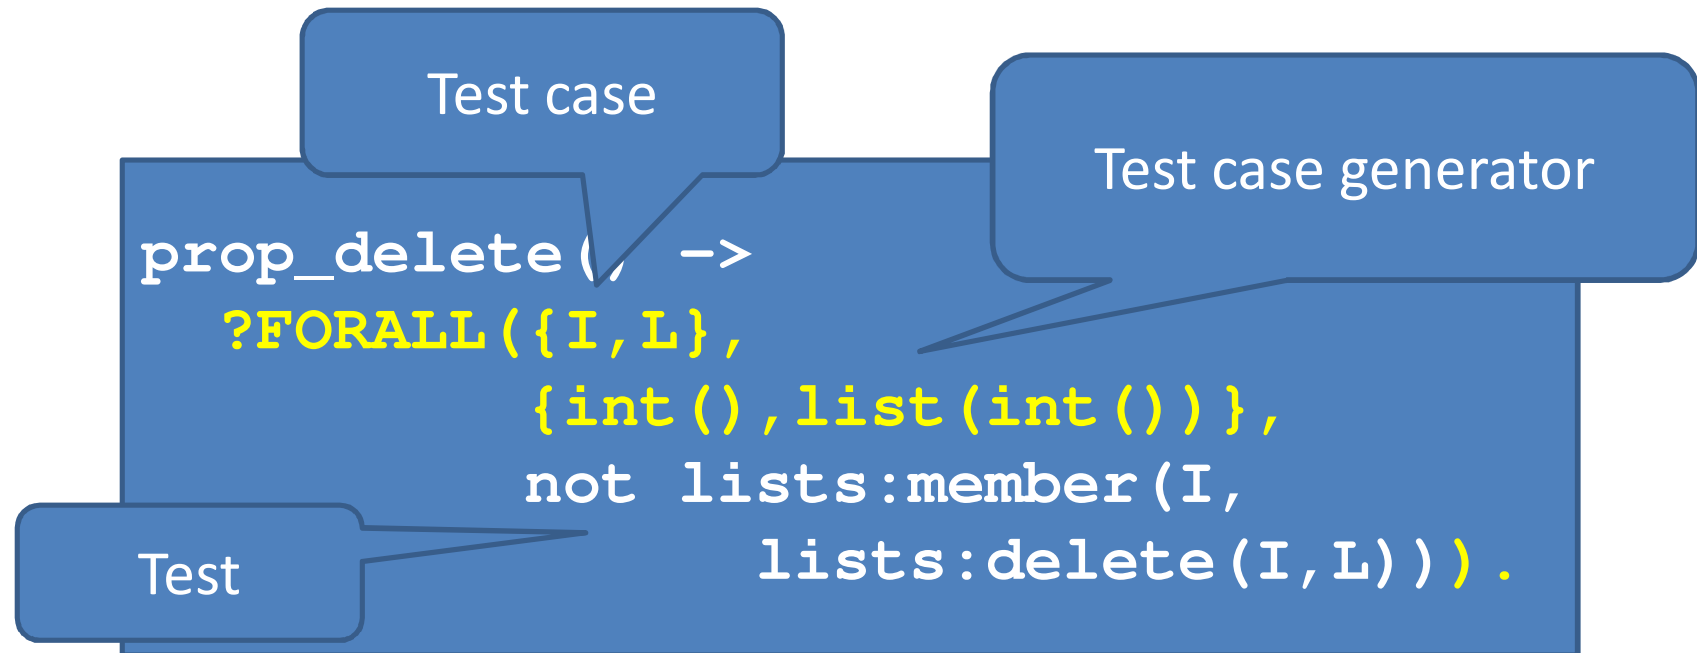 Test case
Test case generator
prop_delete() ->
?FORALL({I,L},
{int(),list(int())},
not lists:member(I,
lists:delete(I,L))).
Test